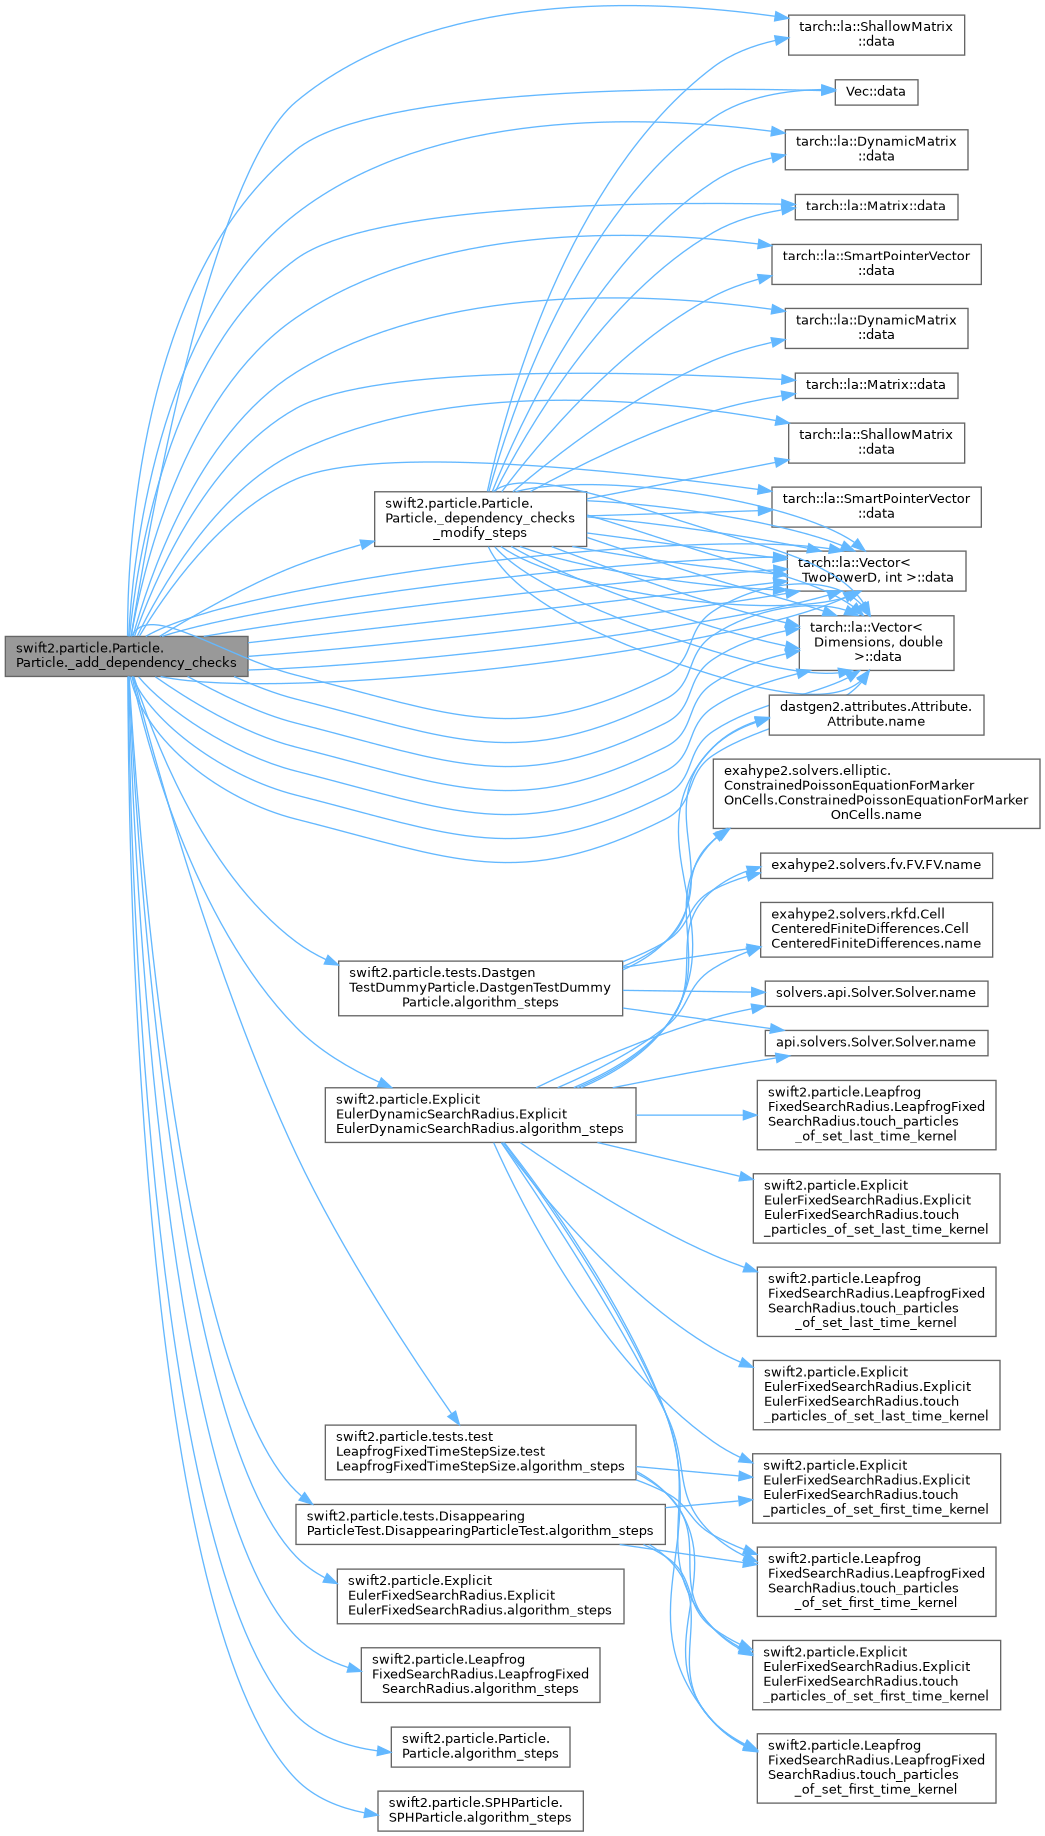 tarch::la::ShallowMatrix
::data
Vec::data
tarch::la::DynamicMatrix
::data
tarch::la::Matrix::data
tarch::la::SmartPointerVector
::data
tarch::la::DynamicMatrix
::data
tarch::la::Matrix::data
tarch::la::ShallowMatrix
::data
tarch::la::SmartPointerVector
::data
swift2.particle.Particle.
Particle._dependency_checks
_modify_steps
tarch::la::Vector<
TwoPowerD, int >::data
tarch::la::Vector<
Dimensions, double
>::data
swift2.particle.Particle.
Particle._add_dependency_checks
dastgen2.attributes.Attribute.
Attribute.name
exahype2.solvers.elliptic.
ConstrainedPoissonEquationForMarker
OnCells.ConstrainedPoissonEquationForMarker
OnCells.name
exahype2.solvers.fv.FV.FV.name
exahype2.solvers.rkfd.Cell
CenteredFiniteDifferences.Cell
CenteredFiniteDifferences.name
swift2.particle.tests.Dastgen
TestDummyParticle.DastgenTestDummy
Particle.algorithm_steps
solvers.api.Solver.Solver.name
api.solvers.Solver.Solver.name
swift2.particle.Explicit
EulerDynamicSearchRadius.Explicit
EulerDynamicSearchRadius.algorithm_steps
swift2.particle.Leapfrog
FixedSearchRadius.LeapfrogFixed
SearchRadius.touch_particles
_of_set_last_time_kernel
swift2.particle.Explicit
EulerFixedSearchRadius.Explicit
EulerFixedSearchRadius.touch
_particles_of_set_last_time_kernel
swift2.particle.Leapfrog
FixedSearchRadius.LeapfrogFixed
SearchRadius.touch_particles
_of_set_last_time_kernel
swift2.particle.Explicit
EulerFixedSearchRadius.Explicit
EulerFixedSearchRadius.touch
_particles_of_set_last_time_kernel
swift2.particle.tests.test
LeapfrogFixedTimeStepSize.test
LeapfrogFixedTimeStepSize.algorithm_steps
swift2.particle.Explicit
EulerFixedSearchRadius.Explicit
EulerFixedSearchRadius.touch
_particles_of_set_first_time_kernel
swift2.particle.tests.Disappearing
ParticleTest.DisappearingParticleTest.algorithm_steps
swift2.particle.Leapfrog
FixedSearchRadius.LeapfrogFixed
SearchRadius.touch_particles
_of_set_first_time_kernel
swift2.particle.Explicit
EulerFixedSearchRadius.Explicit
EulerFixedSearchRadius.algorithm_steps
swift2.particle.Explicit
EulerFixedSearchRadius.Explicit
EulerFixedSearchRadius.touch
_particles_of_set_first_time_kernel
swift2.particle.Leapfrog
FixedSearchRadius.LeapfrogFixed
SearchRadius.algorithm_steps
swift2.particle.Leapfrog
FixedSearchRadius.LeapfrogFixed
SearchRadius.touch_particles
_of_set_first_time_kernel
swift2.particle.Particle.
Particle.algorithm_steps
swift2.particle.SPHParticle.
SPHParticle.algorithm_steps